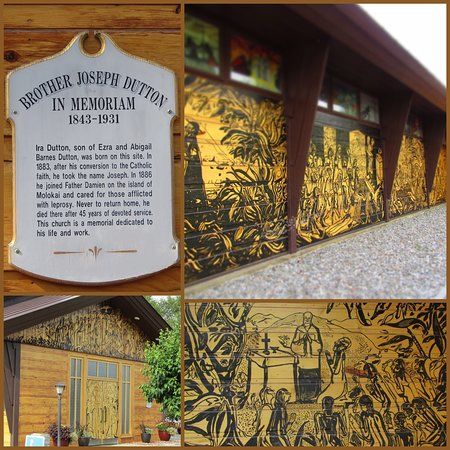 BROTHER JOSEPH DUTTON
IN MEMORIAM
1843-1931
Ira Dutton, son of Ezra and Abigail
Barnes Dutton, was born on this site. In
1883, after his conversion to the Catholic
faith, he took the name Joseph. In 1886
he joined Father Damien on the island of
Molokai and cared for those afflicted
with leprosy. Never to return home, he
died there after 45 years of devoted service.
This church is a memorial dedicated to
his life and work.